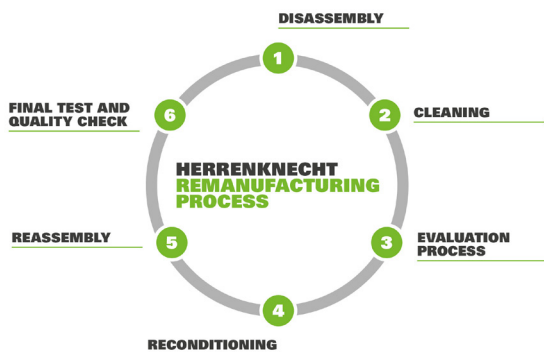 DISASSEMBLY
1
2
CLEANING
FINAL TEST AND
QUALITY CHECK
6
HERRENKNECHT
REMANUFACTURING
PROCESS
REASSEMBLY
5
3
EVALUATION
PROCESS
4
RECONDITIONING